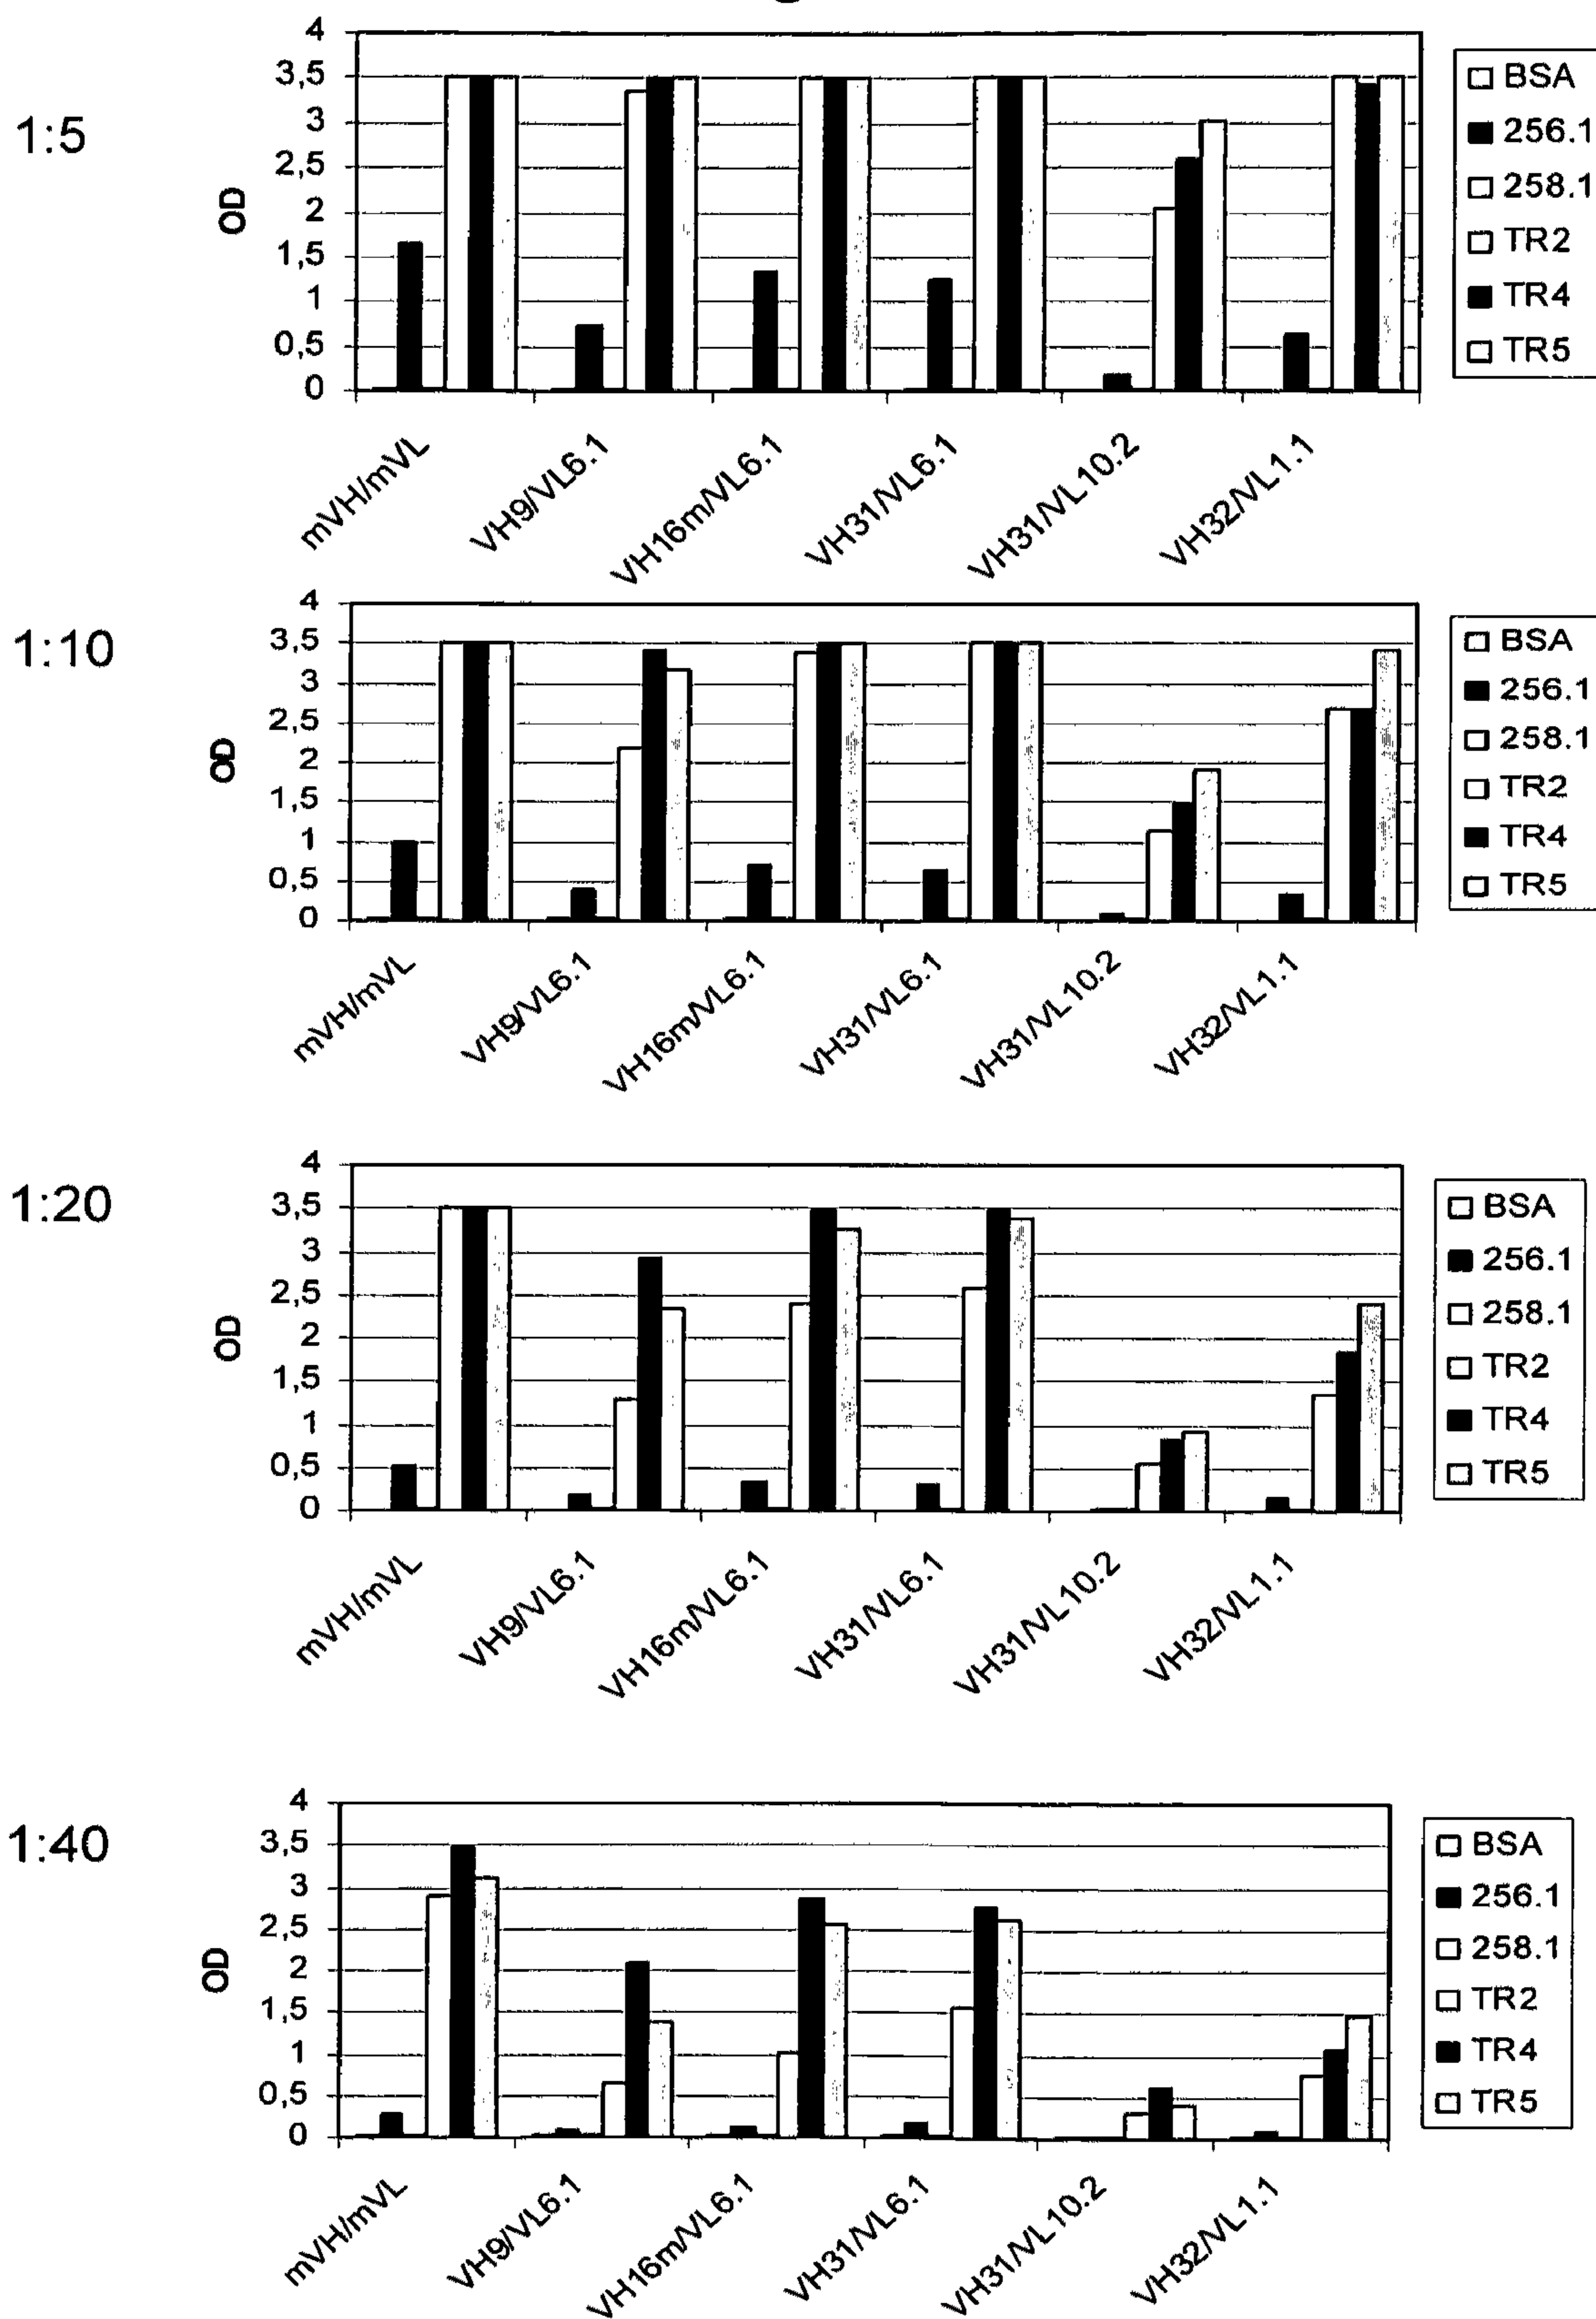 1:5
OD
4
3,5
3
2,5
2
1,5
1
0,5
0
mVH/mVL
VH9/VL6.1
VH16m/VL6.1
VH31/VL6.1
VH31/VL10.2
VH32/VL1.1
BSA
256.1
258.1
TR2
TR4
TR5
1:10
OD
4
3,5
3
2,5
2
1,5
1
0,5
0
mVH/mVL
VH9/VL6.1
VH16m/VL6.1
VH31/VL6.1
VH31/VL10.2
VH32/VL1.1
BSA
256.1
258.1
TR2
TR4
TR5
1:20
OD
4
3,5
3
2,5
2
1,5
1
0,5
0
mVH/mVL
VH9/VL6.1
VH16m/VL6.1
VH31/VL6.1
VH31/VL10.2
VH32/VL1.1
BSA
256.1
258.1
TR2
TR4
TR5
1:40
OD
4
3,5
3
2,5
2
1,5
1
0,5
0
mVH/mVL
VH9/VL6.1
VH16m/VL6.1
VH31/VL6.1
VH31/VL10.2
VH32/VL1.1
BSA
256.1
258.1
TR2
TR4
TR5